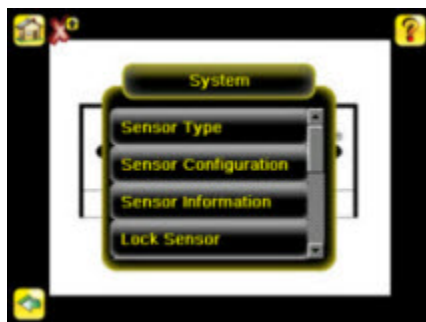 System
Sensor Type
Sensor Configuration
Sensor Information
Lock Sensor